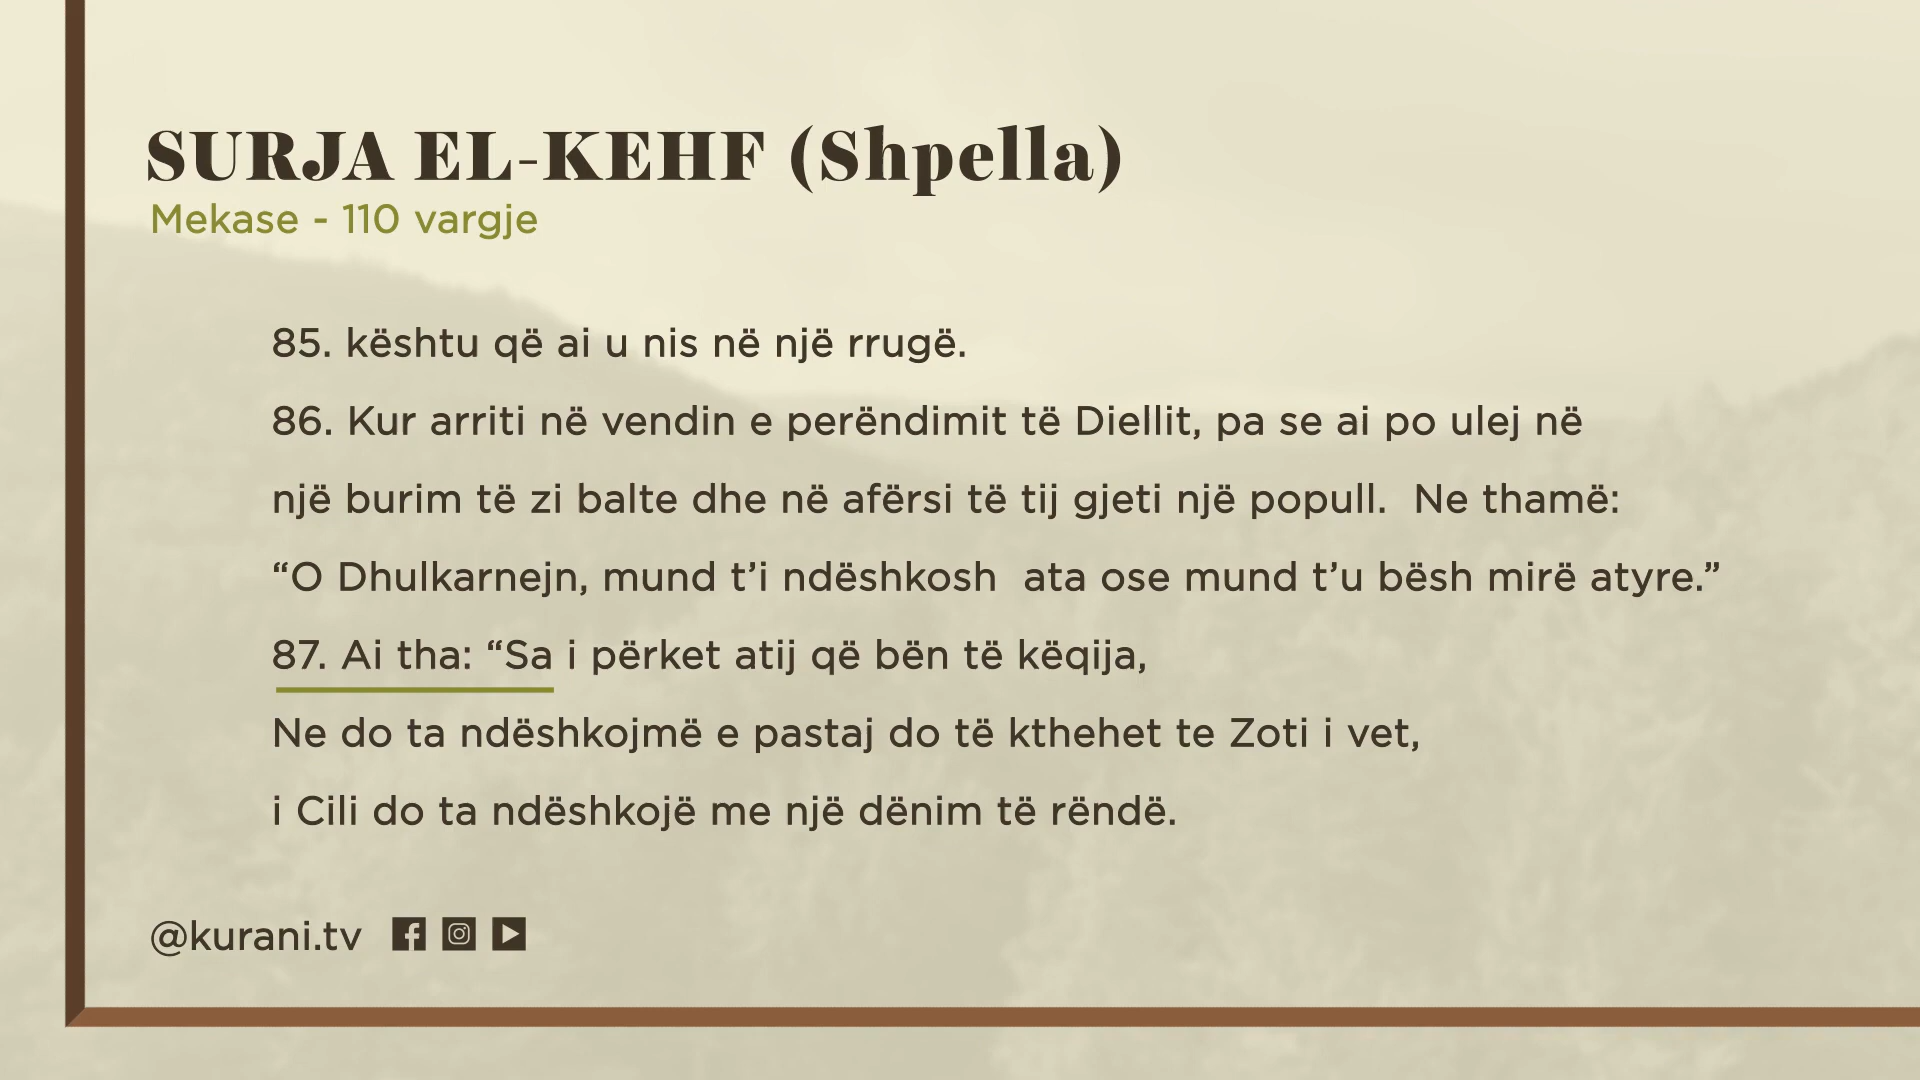 SURJA EL-KEHF (Shpella)
Mekase - 110 vargje
85. kështu që ai u nis në një rrugë.
86. Kur arriti në vendin e perëndimit të Diellit, pa se ai po ulej në
një burim të zi balte dhe në afërsi të tij gjeti një popull.  Ne thamë:
“O Dhulkarnejn, mund t’i ndëshkosh  ata ose mund t’u bësh mirë atyre.”
87. Ai tha: “Sa i përket atij që bën të këqija,
Ne do ta ndëshkojmë e pastaj do të kthehet te Zoti i vet,
i Cili do ta ndëshkojë me një dënim të rëndë.
@kurani.tv